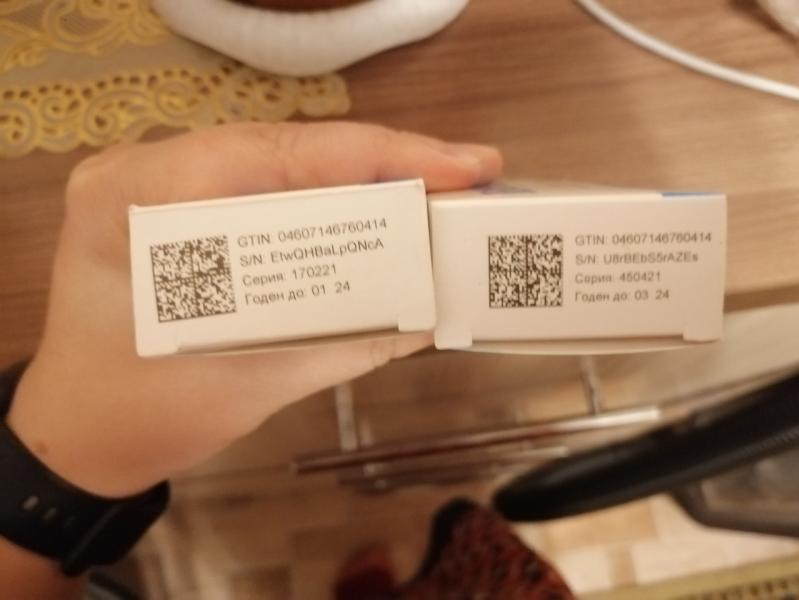 GTIN: 04607146760414
S/N: EtwQHBaLpQNcA
Серия: 170221
Годен до: 01 24
GTIN: 04607146760414
S/N: U8rBEbS5rAZEs
Серия: 450421
Годен до: 03 24